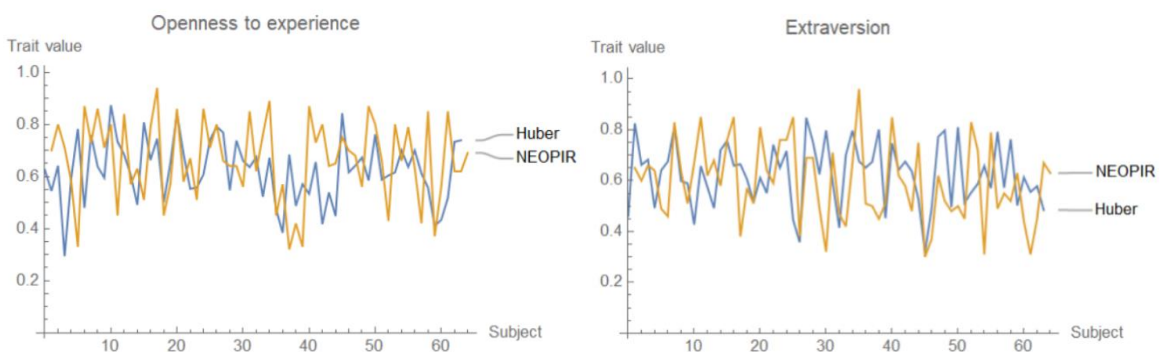 Openness to experience
Trait value
1.0
0.8
0.6
0.4
0.2
10 20 30 40 50 60
Subject
Huber
NEOPIR
Extraversion
Trait value
1.0
0.8
0.6
0.4
0.2
10 20 30 40 50 60
Subject
NEOPIR
Huber